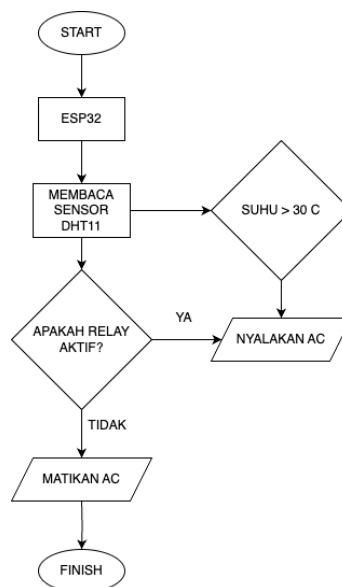 START
ESP32
MEMBACA
SENSOR
DHT11
SUHU > 30 C
APAKAH RELAY
AKTIF?
YA
NYALAKAN AC
TIDAK
MATIKAN AC
FINISH